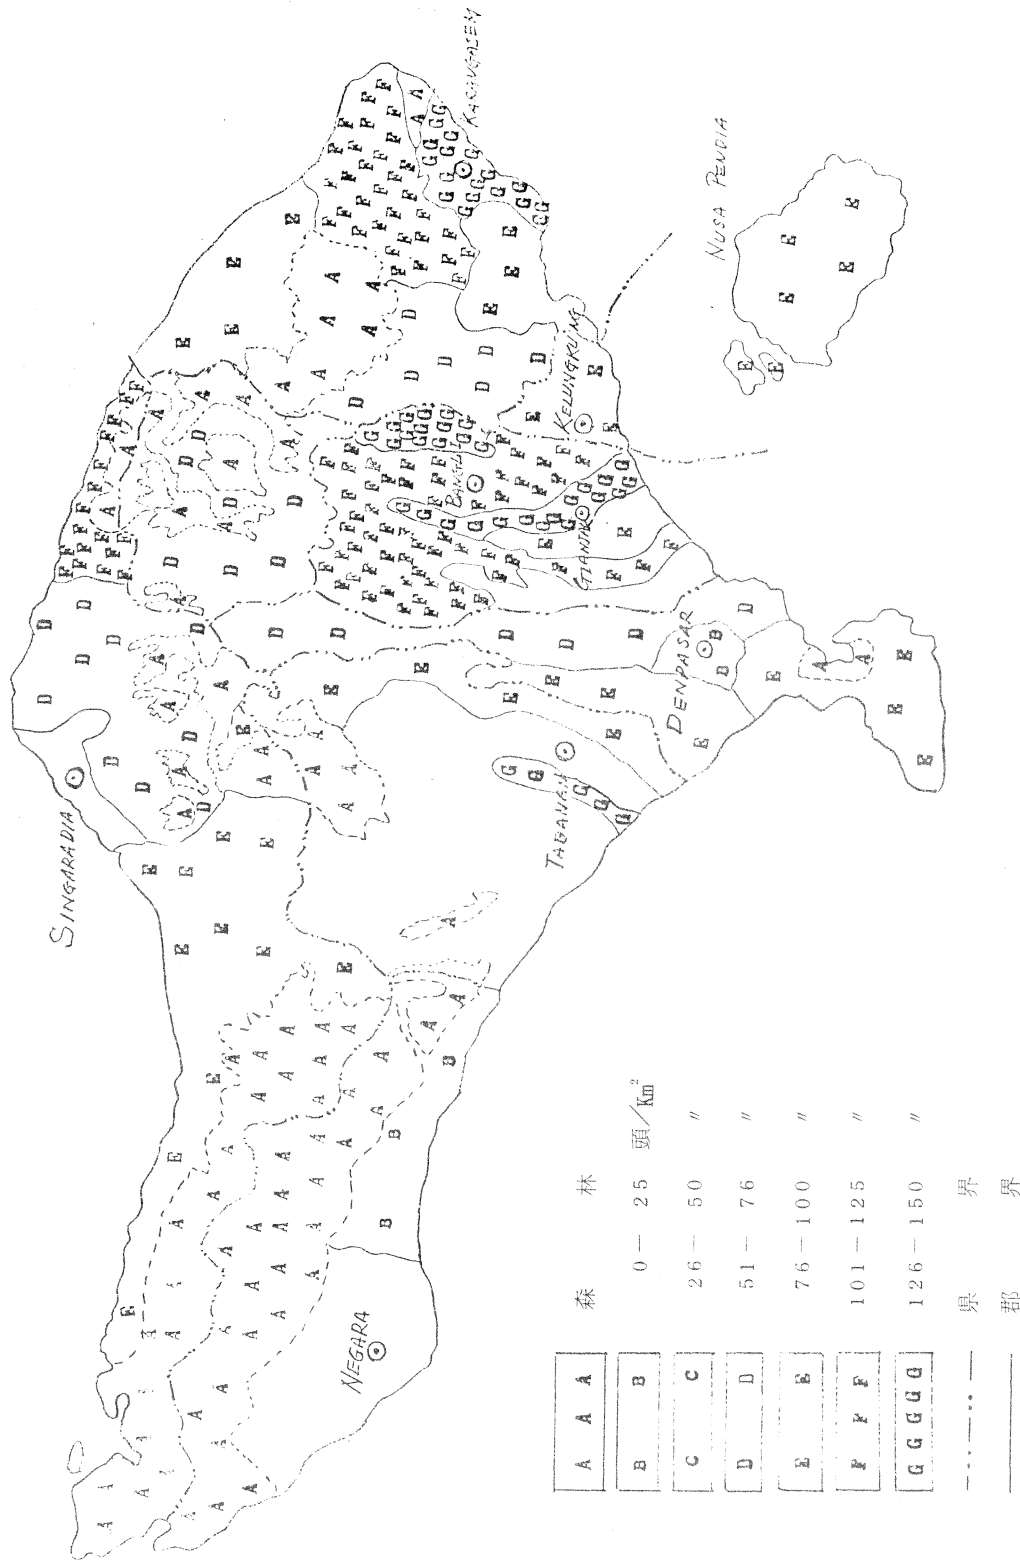 SINGARADIA
KARANGASEM
NUSA PENDIA
KELUNGKUNG
BANGLI
GIANJAR
DENPASAR
TABANAN
NEGARA
A A A 森 林
B B 0－ 25 頭/Km²
C C 26－ 50 〃
D D 51－ 76 〃
E E 76－100 〃
F F F 101－125 〃
G G G G G 126－150 〃
県 界
郡 界